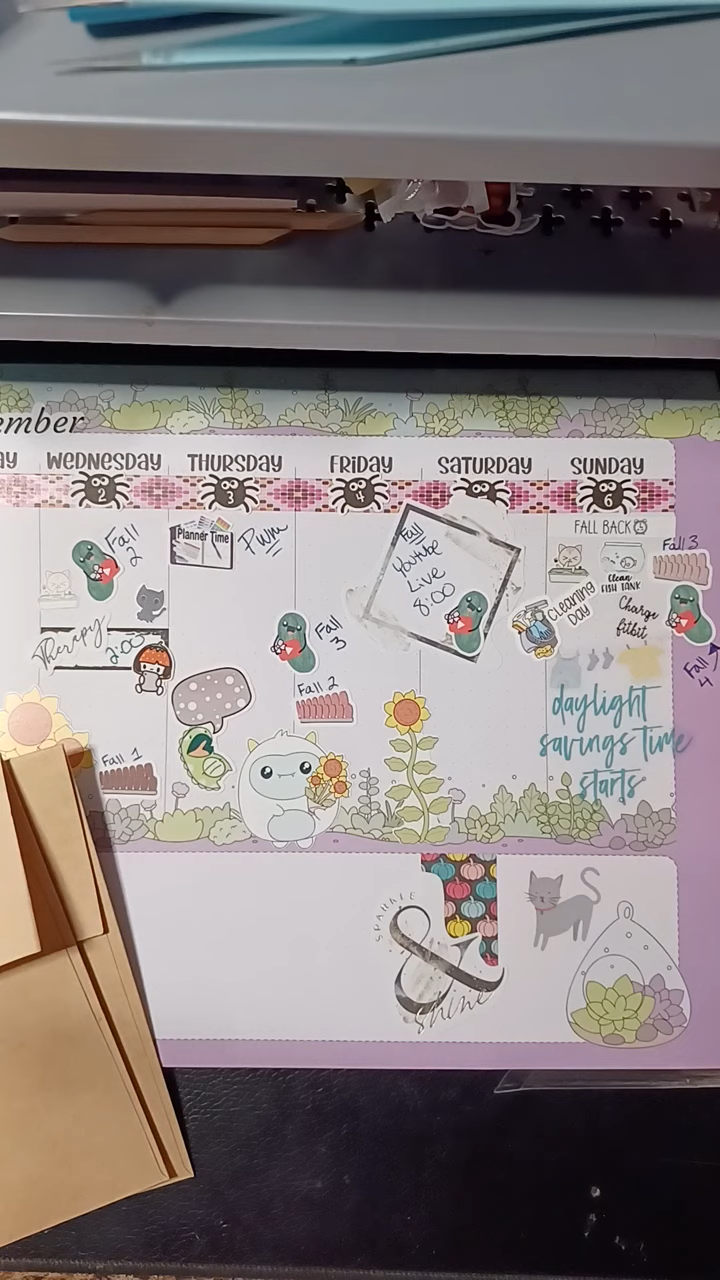 ember
AY WEDNESDAY THURSDAY FRIDAY SATURDAY SUNDAY
2 3 4 6
FALL BACK
Fall
2
Planner Time
PWM
Fall
Youtube
Live
8:00
Fall 3
Clean
FISH TANK
CLEANING
DAY
Charge
fitbit
Therapy
2:00
Fall
3
Fall
4
Fall 2
daylight
savings time
starts
Fall 1
SPARKLE
&
Shine